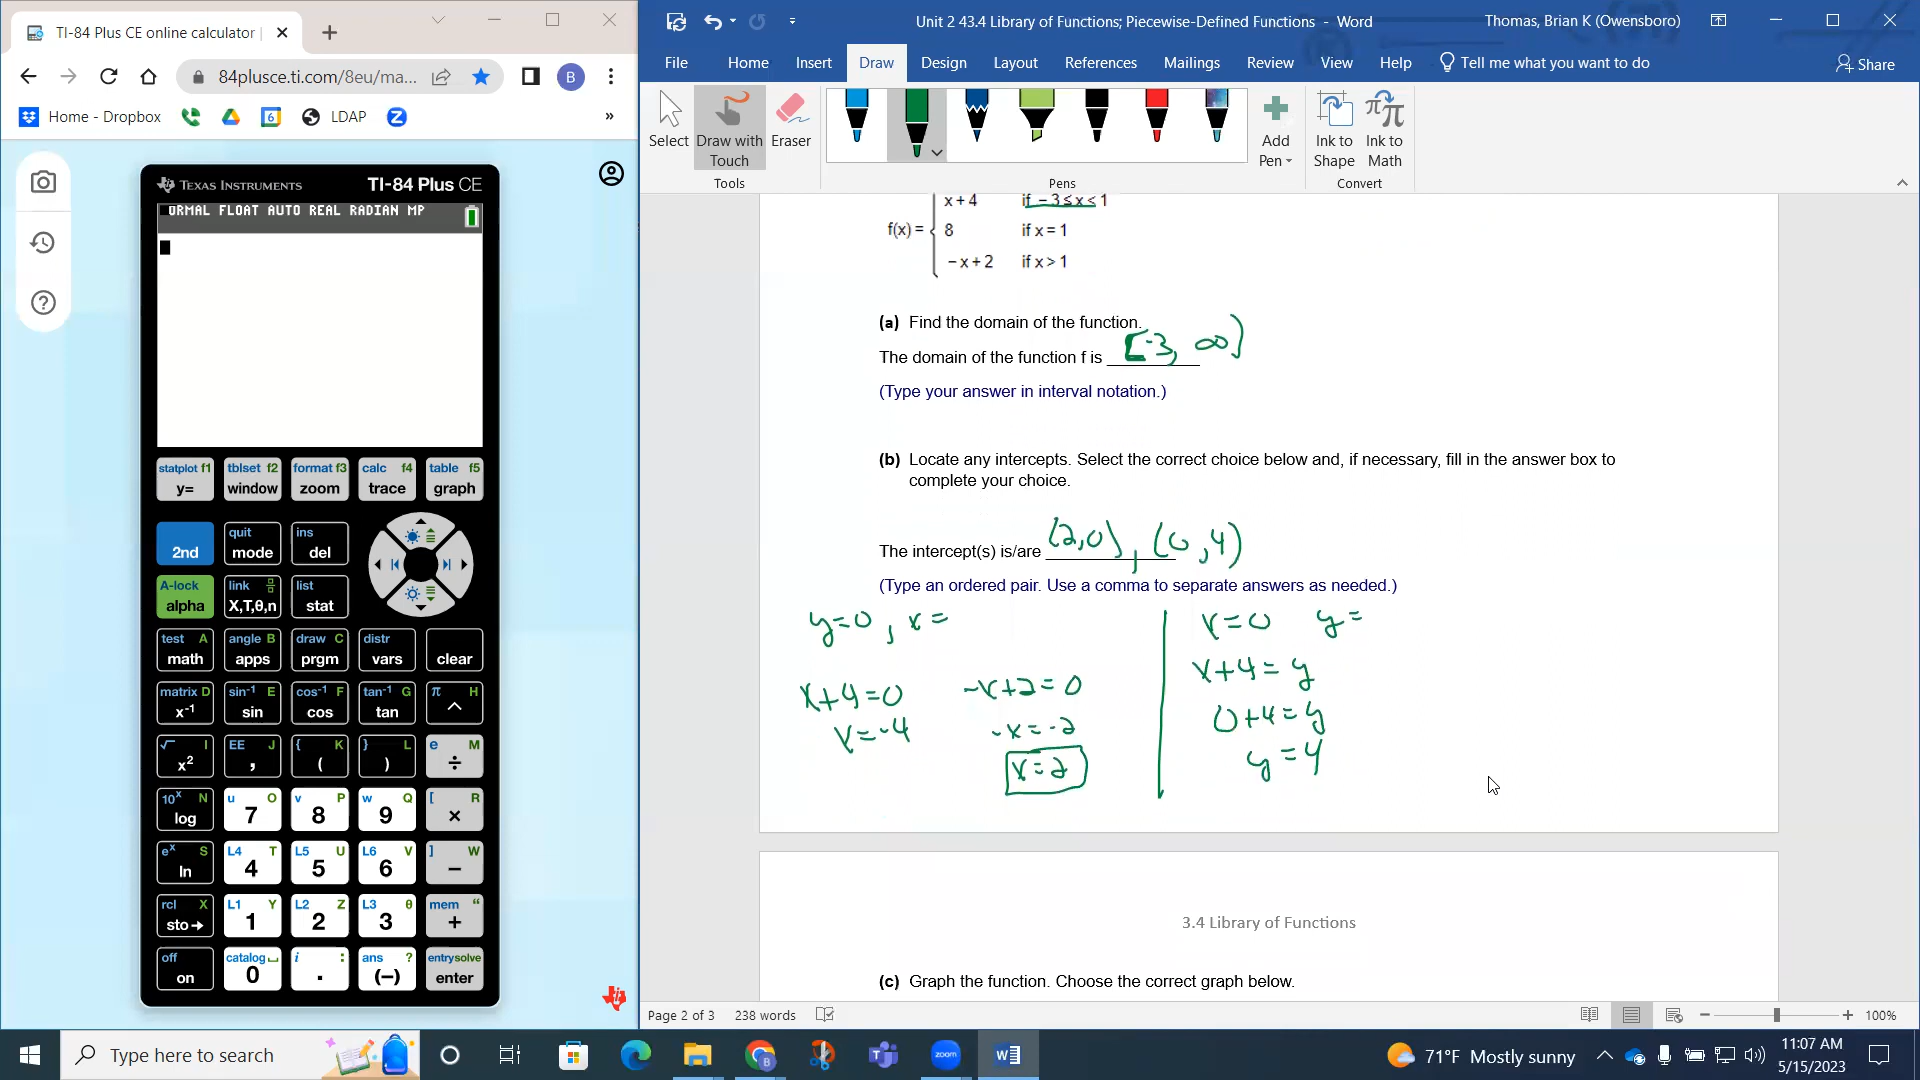 TI-84 Plus CE online calculator |
84plusce.ti.com/8eu/ma...
B
Home - Dropbox
6
LDAP
Z
»
TEXAS INSTRUMENTS TI-84 Plus CE
ORMAL FLOAT AUTO REAL RADIAN MP
statplot f1 tblset f2 format f3 calc f4 table f5
y= window zoom trace graph
quit ins
2nd mode del
A-lock link list
alpha X,T,θ,n stat
test A angle B draw C distr
math apps prgm vars clear
matrix D sin⁻¹ E cos⁻¹ F tan⁻¹ G π H
x⁻¹ sin cos tan ^
√ I EE J { K } L e M
x² , ( ) ÷
10ˣ N u O v P w Q [ R
log 7 8 9 ×
eˣ S L4 T L5 U L6 V ] W
ln 4 5 6 −
rcl X L1 Y L2 Z L3 θ mem "
sto→ 1 2 3 +
off catalog i : ans ? entry solve
on 0 . (−) enter
Unit 2 43.4 Library of Functions; Piecewise-Defined Functions - Word
Thomas, Brian K (Owensboro)
File Home Insert Draw Design Layout References Mailings Review View Help Tell me what you want to do Share
Select Draw with Touch Eraser Add Pen Ink to Shape Ink to Math
Tools Pens Convert
x + 4 if − 3 ≤ x < 1
f(x) = 8 if x = 1
− x + 2 if x > 1
(a) Find the domain of the function.
The domain of the function f is [-3, ∞)
(Type your answer in interval notation.)
(b) Locate any intercepts. Select the correct choice below and, if necessary, fill in the answer box to
complete your choice.
The intercept(s) is/are (2,0), (0,4)
(Type an ordered pair. Use a comma to separate answers as needed.)
y=0, x= x=0 y=
x+4=0 -x+2=0 x+4=y
x=-4 -x=-2 0+4=y
x=2 y=4
3.4 Library of Functions
(c) Graph the function. Choose the correct graph below.
Page 2 of 3 238 words 100%
Type here to search
zoom
71°F Mostly sunny
11:07 AM
5/15/2023